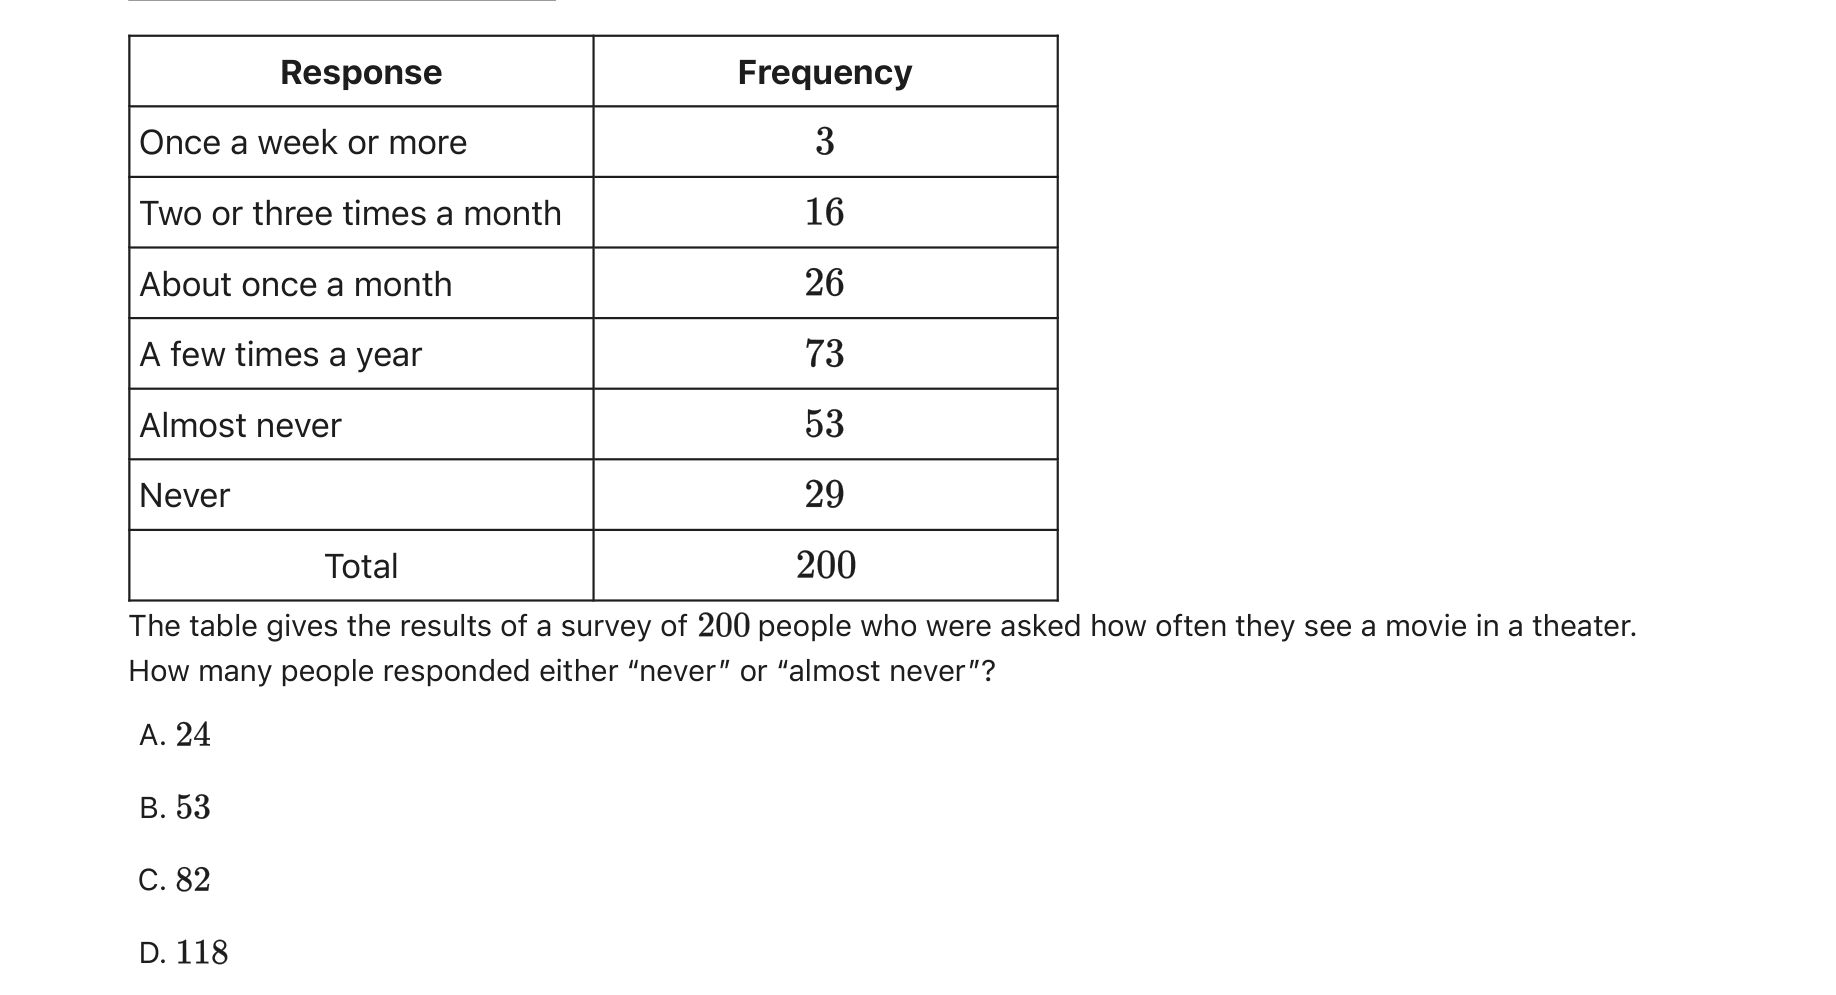 Response Frequency
Once a week or more 3
Two or three times a month 16
About once a month 26
A few times a year 73
Almost never 53
Never 29
Total 200
The table gives the results of a survey of 200 people who were asked how often they see a movie in a theater.
How many people responded either “never” or “almost never”?
A. 24
B. 53
C. 82
D. 118